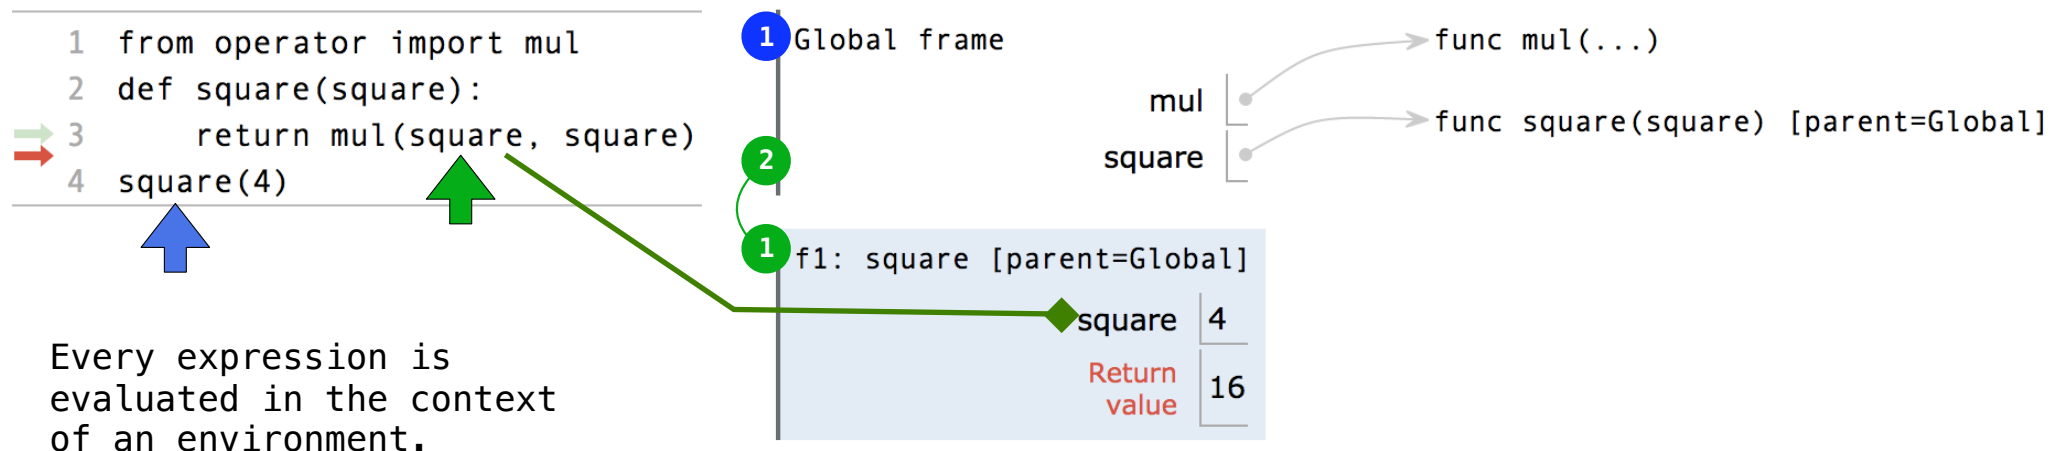 1 from operator import mul
2 def square(square):
3 return mul(square, square)
4 square(4)
Every expression is
evaluated in the context
of an environment.
1 Global frame
mul
square
func mul(...)
func square(square) [parent=Global]
2
1 f1: square [parent=Global]
square 4
Return
value 16